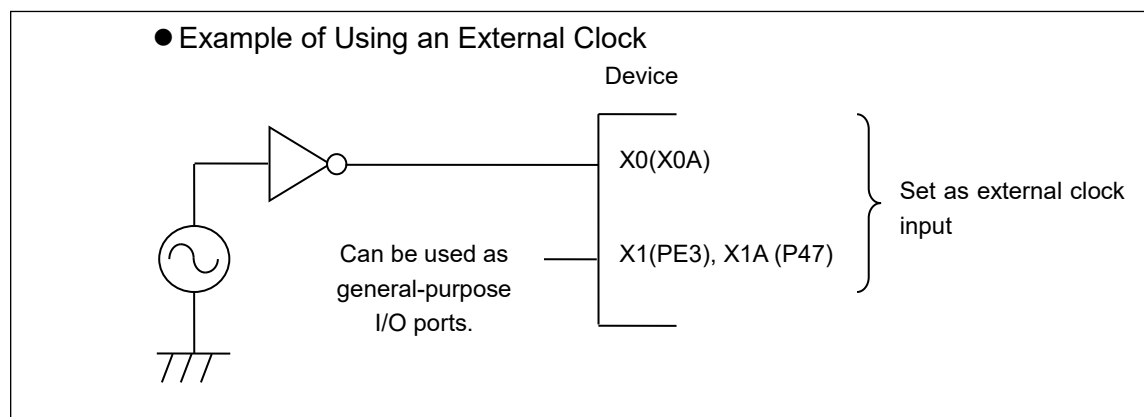 ● Example of Using an External Clock
Device
X0(X0A)
Set as external clock
input
Can be used as
general-purpose
I/O ports.
X1(PE3), X1A (P47)